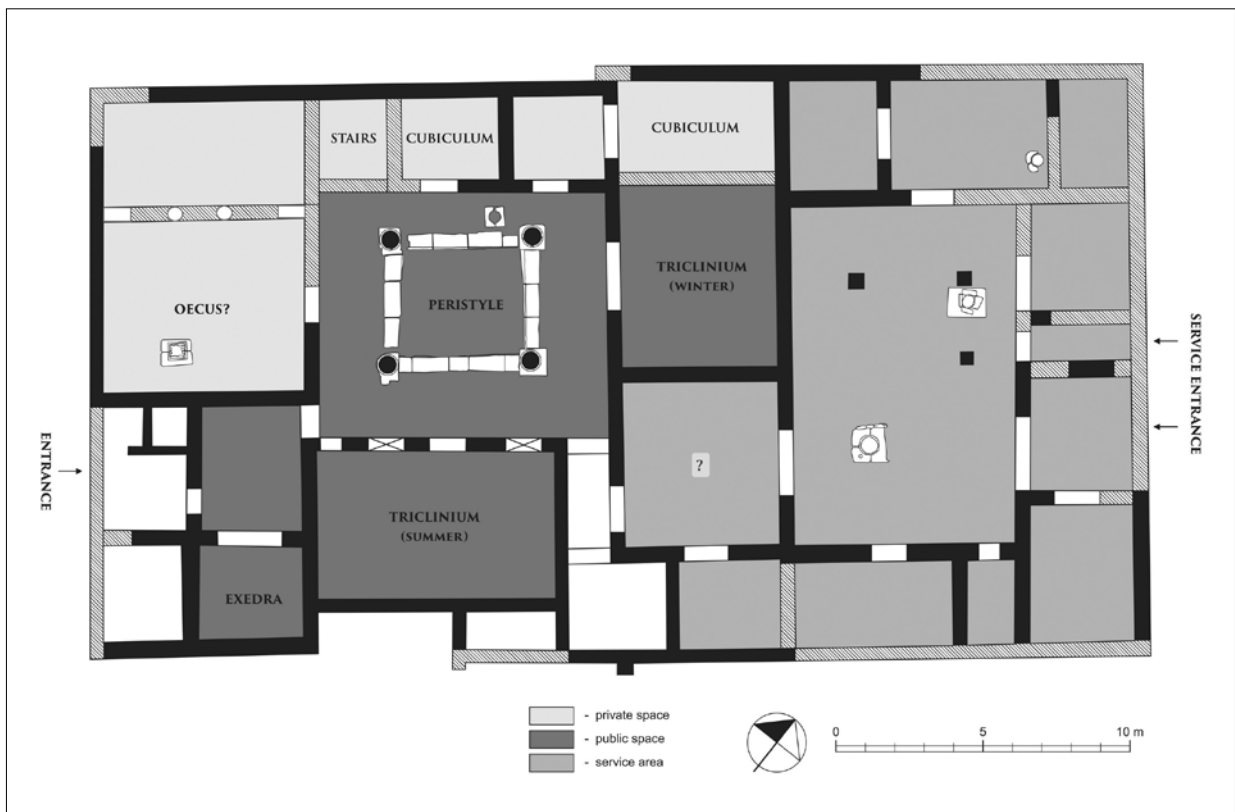 STAIRS
CUBICULUM
CUBICULUM
TRICLINIUM
(WINTER)
PERISTYLE
OECUS?
SERVICE ENTRANCE
ENTRANCE
?
TRICLINIUM
(SUMMER)
EXEDRA
- private space
- public space
- service area
0 5 10 m